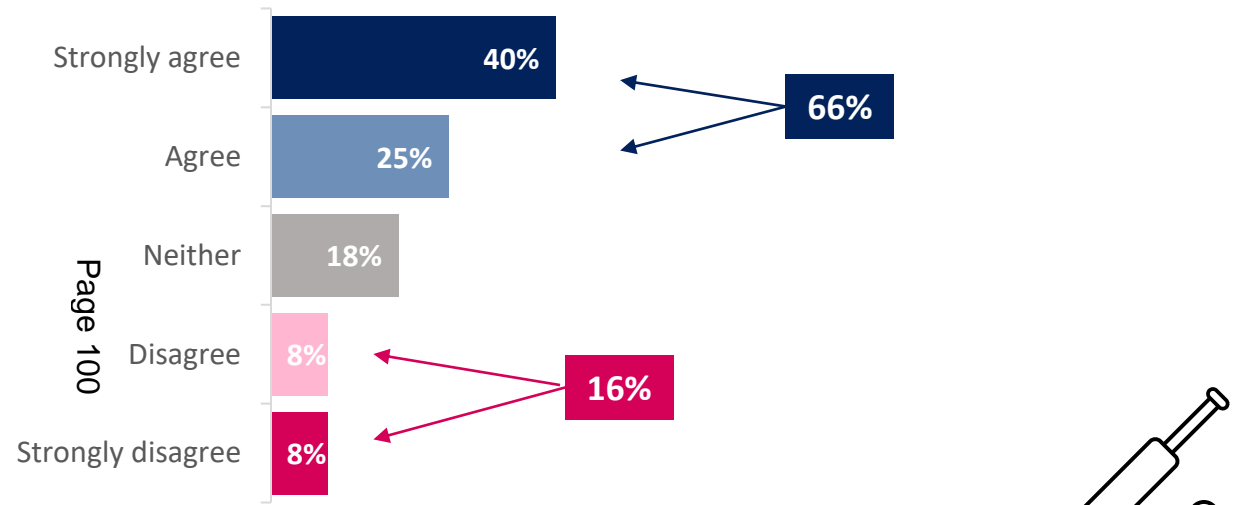 Strongly agree
40%
66%
Agree
25%
Neither
18%
Page 100
Disagree
8%
16%
Strongly disagree
8%